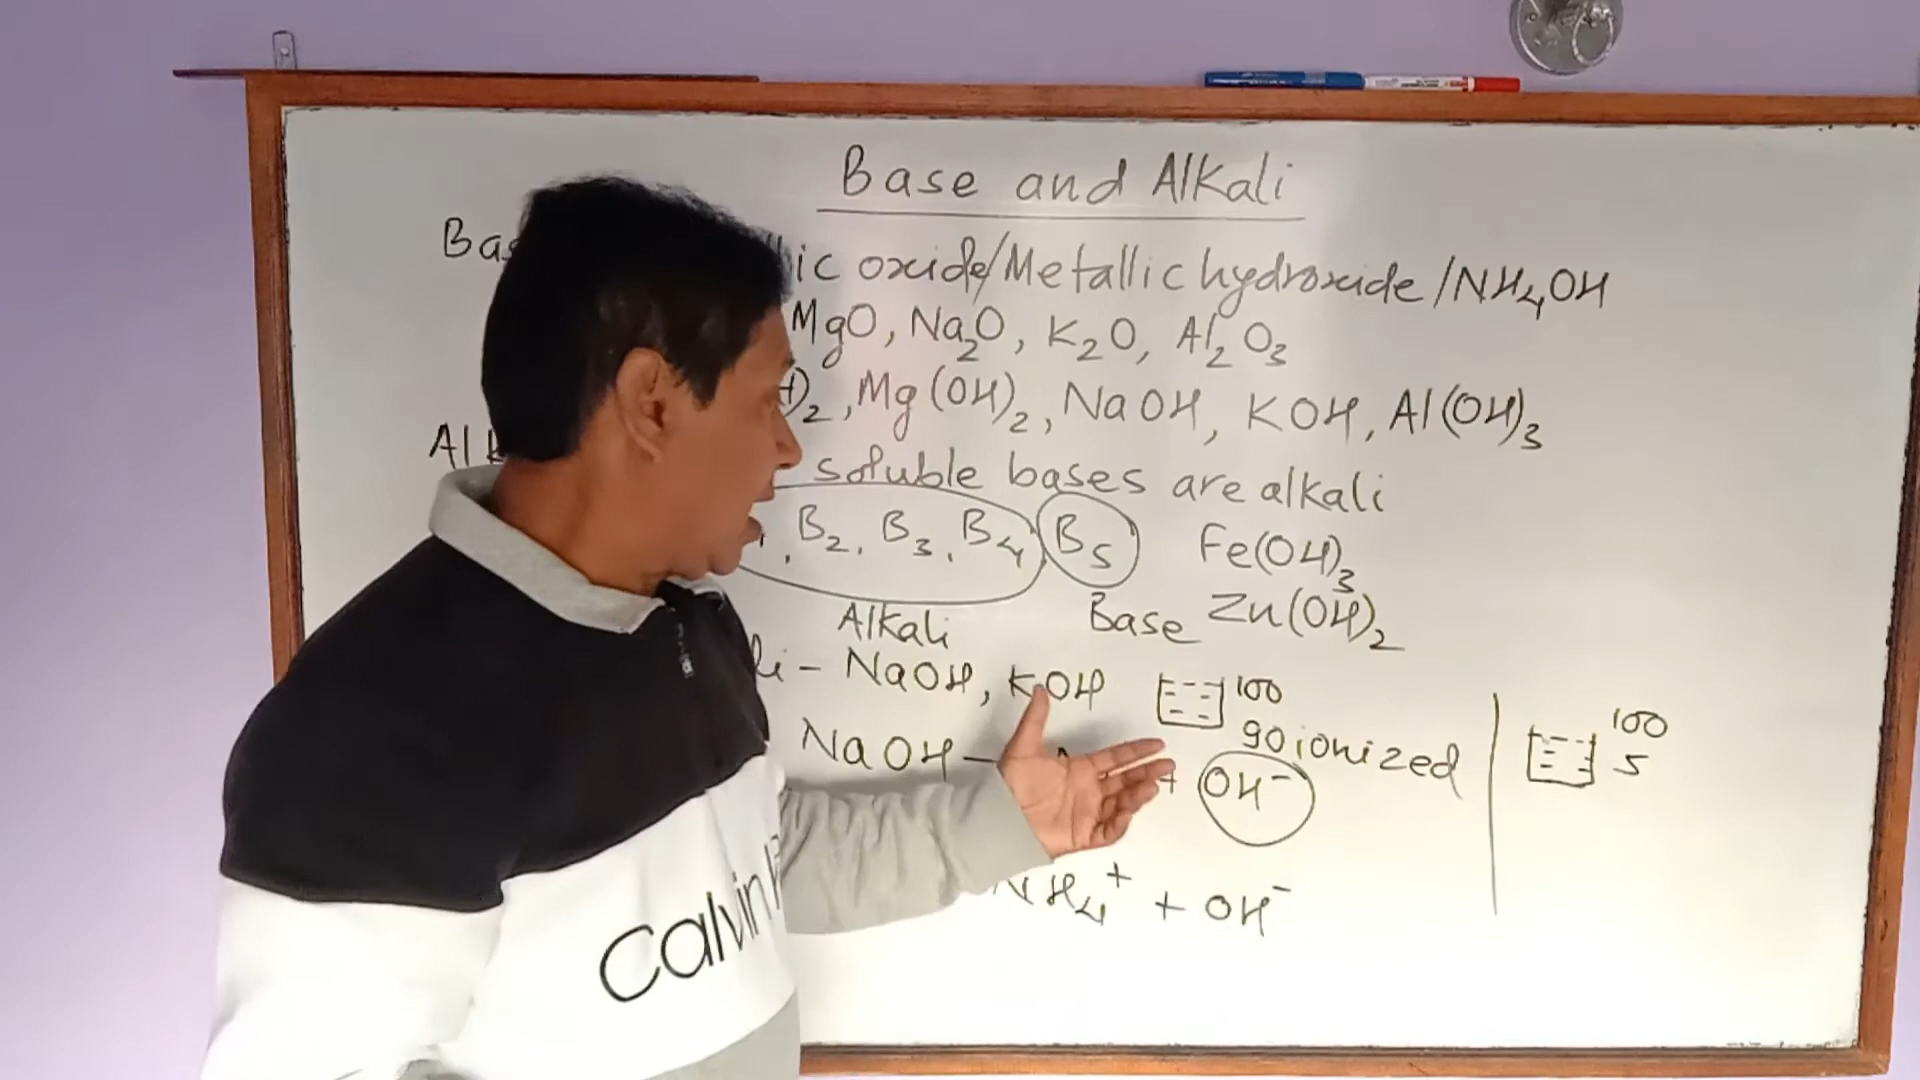 Base and Alkali
Bas ic oxide/Metallic hydroxide/NH₄OH
MgO, Na₂O, K₂O, Al₂O₃
)₂, Mg(OH)₂, NaOH, KOH, Al(OH)₃
Alk soluble bases are alkali
, B₂, B₃, B₄ B₅ Fe(OH)₃
Alkali Base Zn(OH)₂
li - NaOH, KOH 100
90 ionized
100
5
NaOH + OH⁻
NH₄⁺ + OH⁻
Calvin K